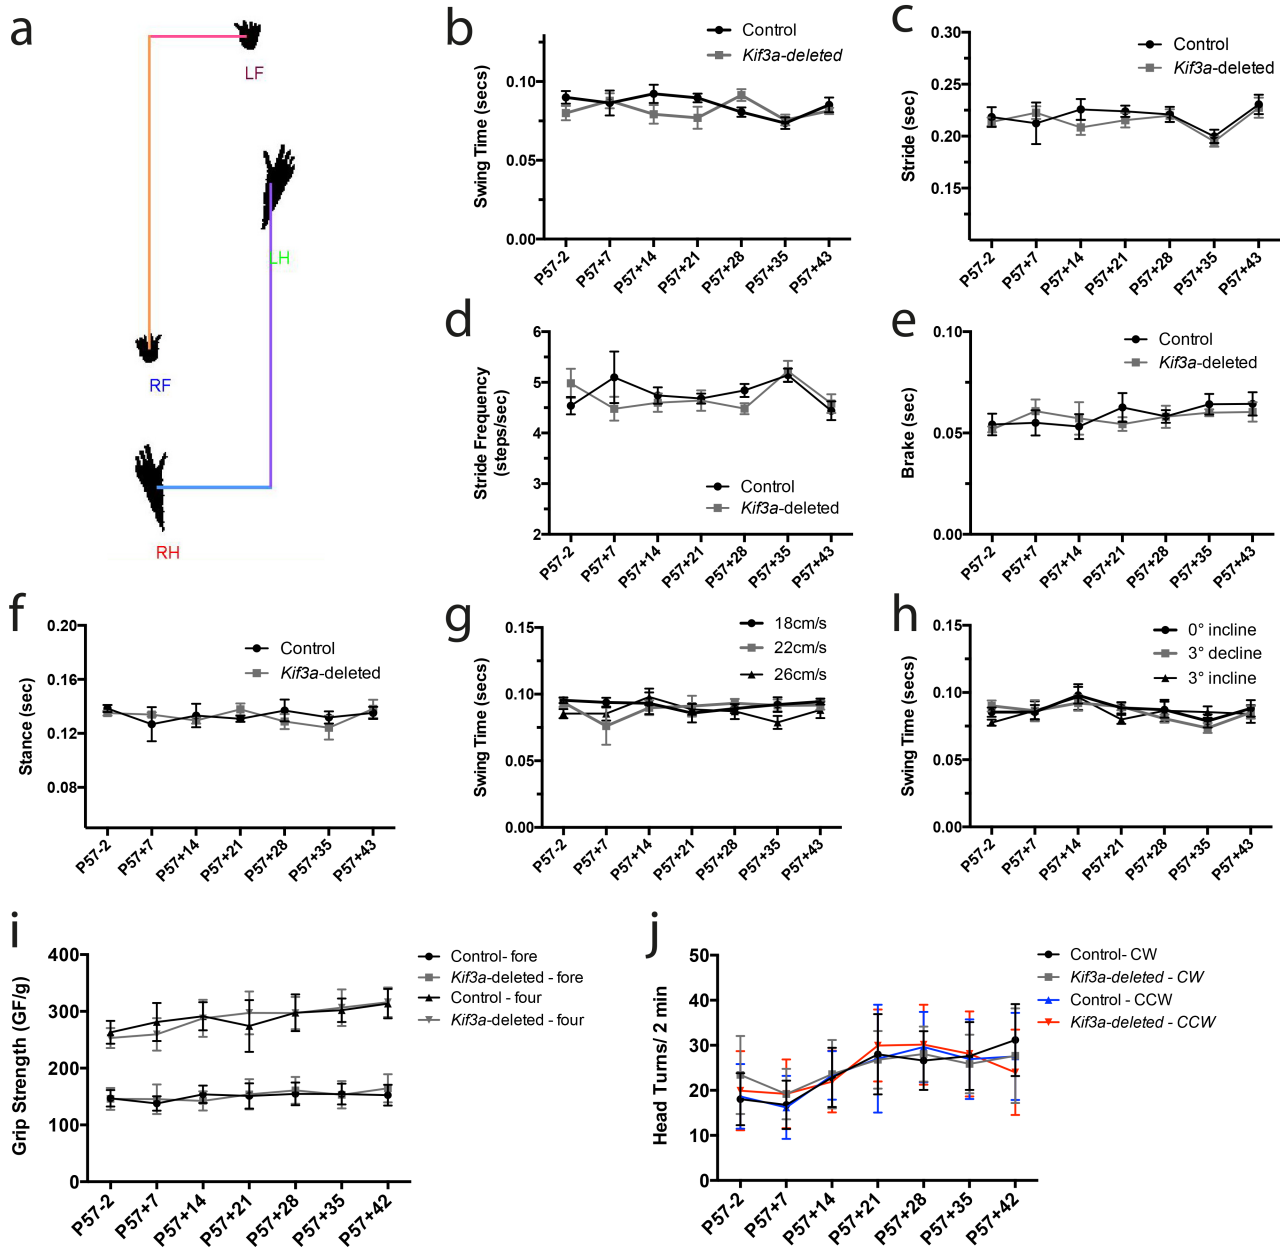 a
LF
LH
RF
RH
b
Control
Kif3a-deleted
Swing Time (secs)
0.10
0.05
0.00
P57-2
P57+7
P57+14
P57+21
P57+28
P57+35
P57+43
c
Control
Kif3a-deleted
Stride (sec)
0.30
0.25
0.20
0.15
P57-2
P57+7
P57+14
P57+21
P57+28
P57+35
P57+43
d
Stride Frequency
(steps/sec)
6
5
4
3
2
Control
Kif3a-deleted
P57-2
P57+7
P57+14
P57+21
P57+28
P57+35
P57+43
e
Control
Kif3a-deleted
Brake (sec)
0.10
0.05
0.00
P57-2
P57+7
P57+14
P57+21
P57+28
P57+35
P57+43
f
Control
Kif3a-deleted
Stance (sec)
0.20
0.16
0.12
0.08
P57-2
P57+7
P57+14
P57+21
P57+28
P57+35
P57+43
g
18cm/s
22cm/s
26cm/s
Swing Time (secs)
0.15
0.10
0.05
0.00
P57-2
P57+7
P57+14
P57+21
P57+28
P57+35
P57+43
h
0° incline
3° decline
3° incline
Swing Time (secs)
0.15
0.10
0.05
0.00
P57-2
P57+7
P57+14
P57+21
P57+28
P57+35
P57+43
i
Control- fore
Kif3a-deleted - fore
Control - four
Kif3a-deleted - four
Grip Strength (GF/g)
400
300
200
100
0
P57-2
P57+7
P57+14
P57+21
P57+28
P57+35
P57+42
j
Control- CW
Kif3a-deleted - CW
Control - CCW
Kif3a-deleted - CCW
Head Turns/ 2 min
50
40
30
20
10
0
P57-2
P57+7
P57+14
P57+21
P57+28
P57+35
P57+42